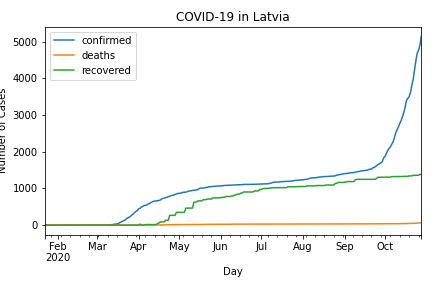 COVID-19 in Latvia
confirmed
deaths
recovered
5000
4000
3000
2000
1000
0
Number of Cases
Feb Mar Apr May Jun Jul Aug Sep Oct
2020
Day